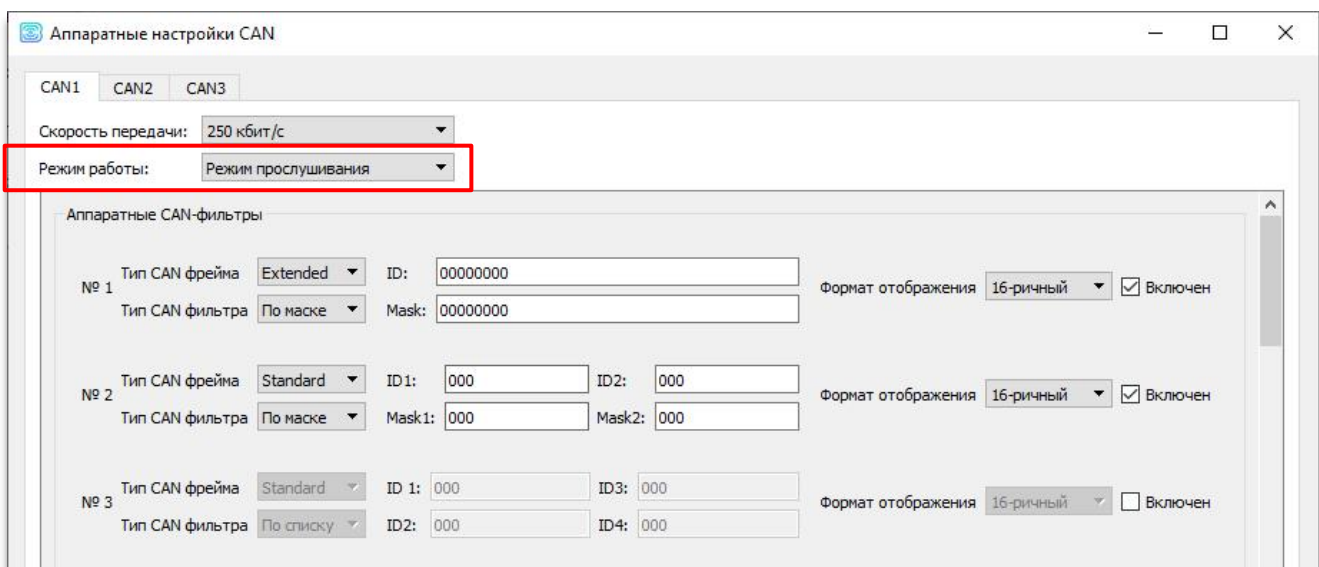 Аппаратные настройки CAN
CAN1 CAN2 CAN3
Скорость передачи: 250 кбит/с
Режим работы: Режим прослушивания
Аппаратные CAN-фильтры
Тип CAN фрейма Extended ID: 00000000
№ 1 Формат отображения 16-ричный Включен
Тип CAN фильтра По маске Mask: 00000000
Тип CAN фрейма Standard ID1: 000 ID2: 000
№ 2 Формат отображения 16-ричный Включен
Тип CAN фильтра По маске Mask1: 000 Mask2: 000
Тип CAN фрейма Standard ID 1: 000 ID3: 000
№ 3 Формат отображения 16-ричный Включен
Тип CAN фильтра По списку ID2: 000 ID4: 000